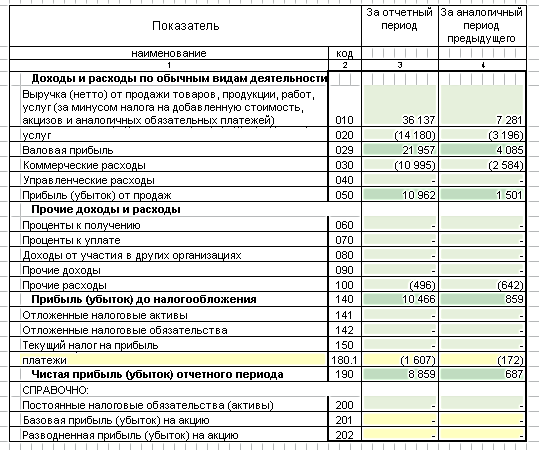 Показатель За отчетный За аналогичный
период период
предыдущего
наименование код
1 2 3 4
Доходы и расходы по обычным видам деятельности
Выручка (нетто) от продажи товаров, продукции, работ,
услуг (за минусом налога на добавленную стоимость,
акцизов и аналогичных обязательных платежей) 010 36 137 7 281
услуг 020 (14 180) (3 196)
Валовая прибыль 029 21 957 4 085
Коммерческие расходы 030 (10 995) (2 584)
Управленческие расходы 040 - -
Прибыль (убыток) от продаж 050 10 962 1 501
Прочие доходы и расходы
Проценты к получению 060 - -
Проценты к уплате 070 - -
Доходы от участия в других организациях 080 - -
Прочие доходы 090 - -
Прочие расходы 100 (496) (642)
Прибыль (убыток) до налогообложения 140 10 466 859
Отложенные налоговые активы 141 - -
Отложенные налоговые обязательства 142 - -
Текущий налог на прибыль 150 - -
платежи 180.1 (1 607) (172)
Чистая прибыль (убыток) отчетного периода 190 8 859 687
СПРАВОЧНО:
Постоянные налоговые обязательства (активы) 200 - -
Базовая прибыль (убыток) на акцию 201 - -
Разводненная прибыль (убыток) на акцию 202 - -